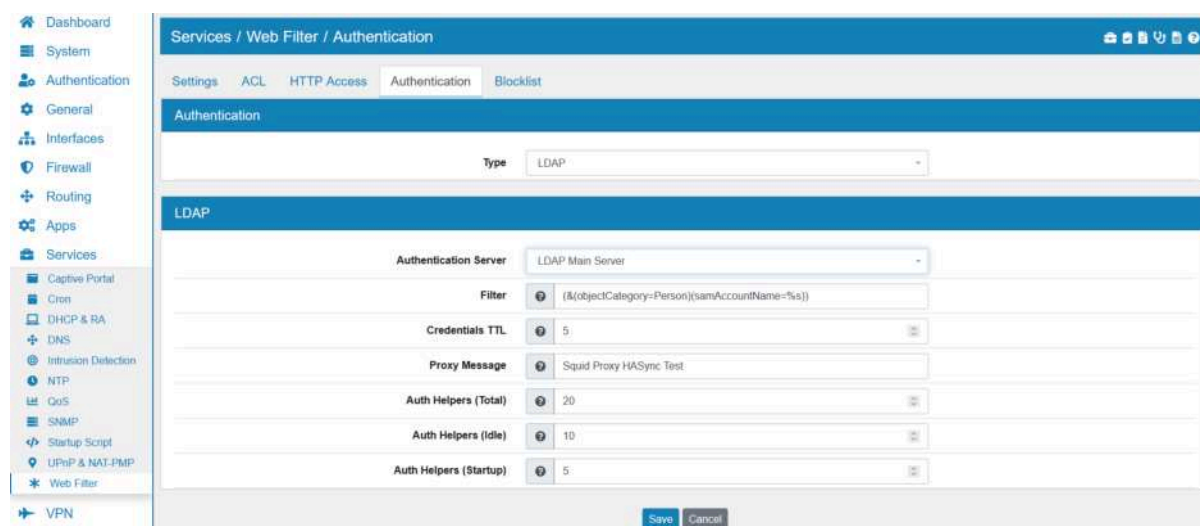 Dashboard
System
Authentication
General
Interfaces
Firewall
Routing
Apps
Services
Captive Portal
Cron
DHCP & RA
DNS
Intrusion Detection
NTP
QoS
SNMP
Startup Script
UPnP & NAT-PMP
Web Filter
VPN
Services / Web Filter / Authentication
Settings ACL HTTP Access Authentication Blocklist
Authentication
Type LDAP
LDAP
Authentication Server LDAP Main Server
Filter (&(objectCategory=Person)(samAccountName=%s))
Credentials TTL 5
Proxy Message Squid Proxy HASync Test
Auth Helpers (Total) 20
Auth Helpers (Idle) 10
Auth Helpers (Startup) 5
Save Cancel